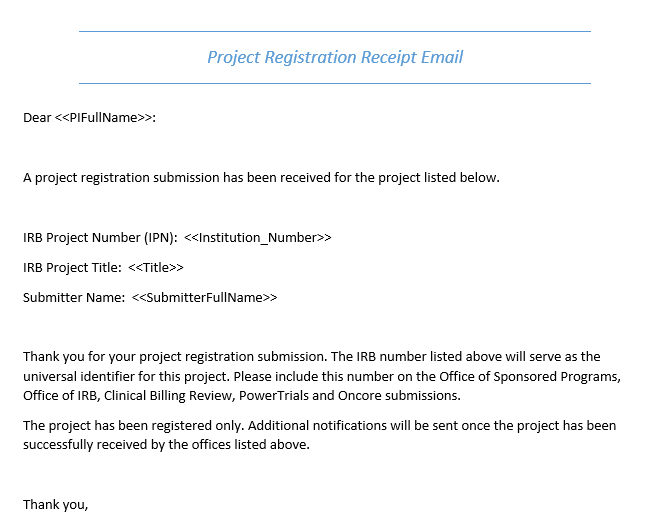 Project Registration Receipt Email
Dear <<PIFullName>>:
A project registration submission has been received for the project listed below.
IRB Project Number (IPN):  <<Institution_Number>>
IRB Project Title:  <<Title>>
Submitter Name:  <<SubmitterFullName>>
Thank you for your project registration submission. The IRB number listed above will serve as the
universal identifier for this project. Please include this number on the Office of Sponsored Programs,
Office of IRB, Clinical Billing Review, PowerTrials and Oncore submissions.
The project has been registered only. Additional notifications will be sent once the project has been
successfully received by the offices listed above.
Thank you,